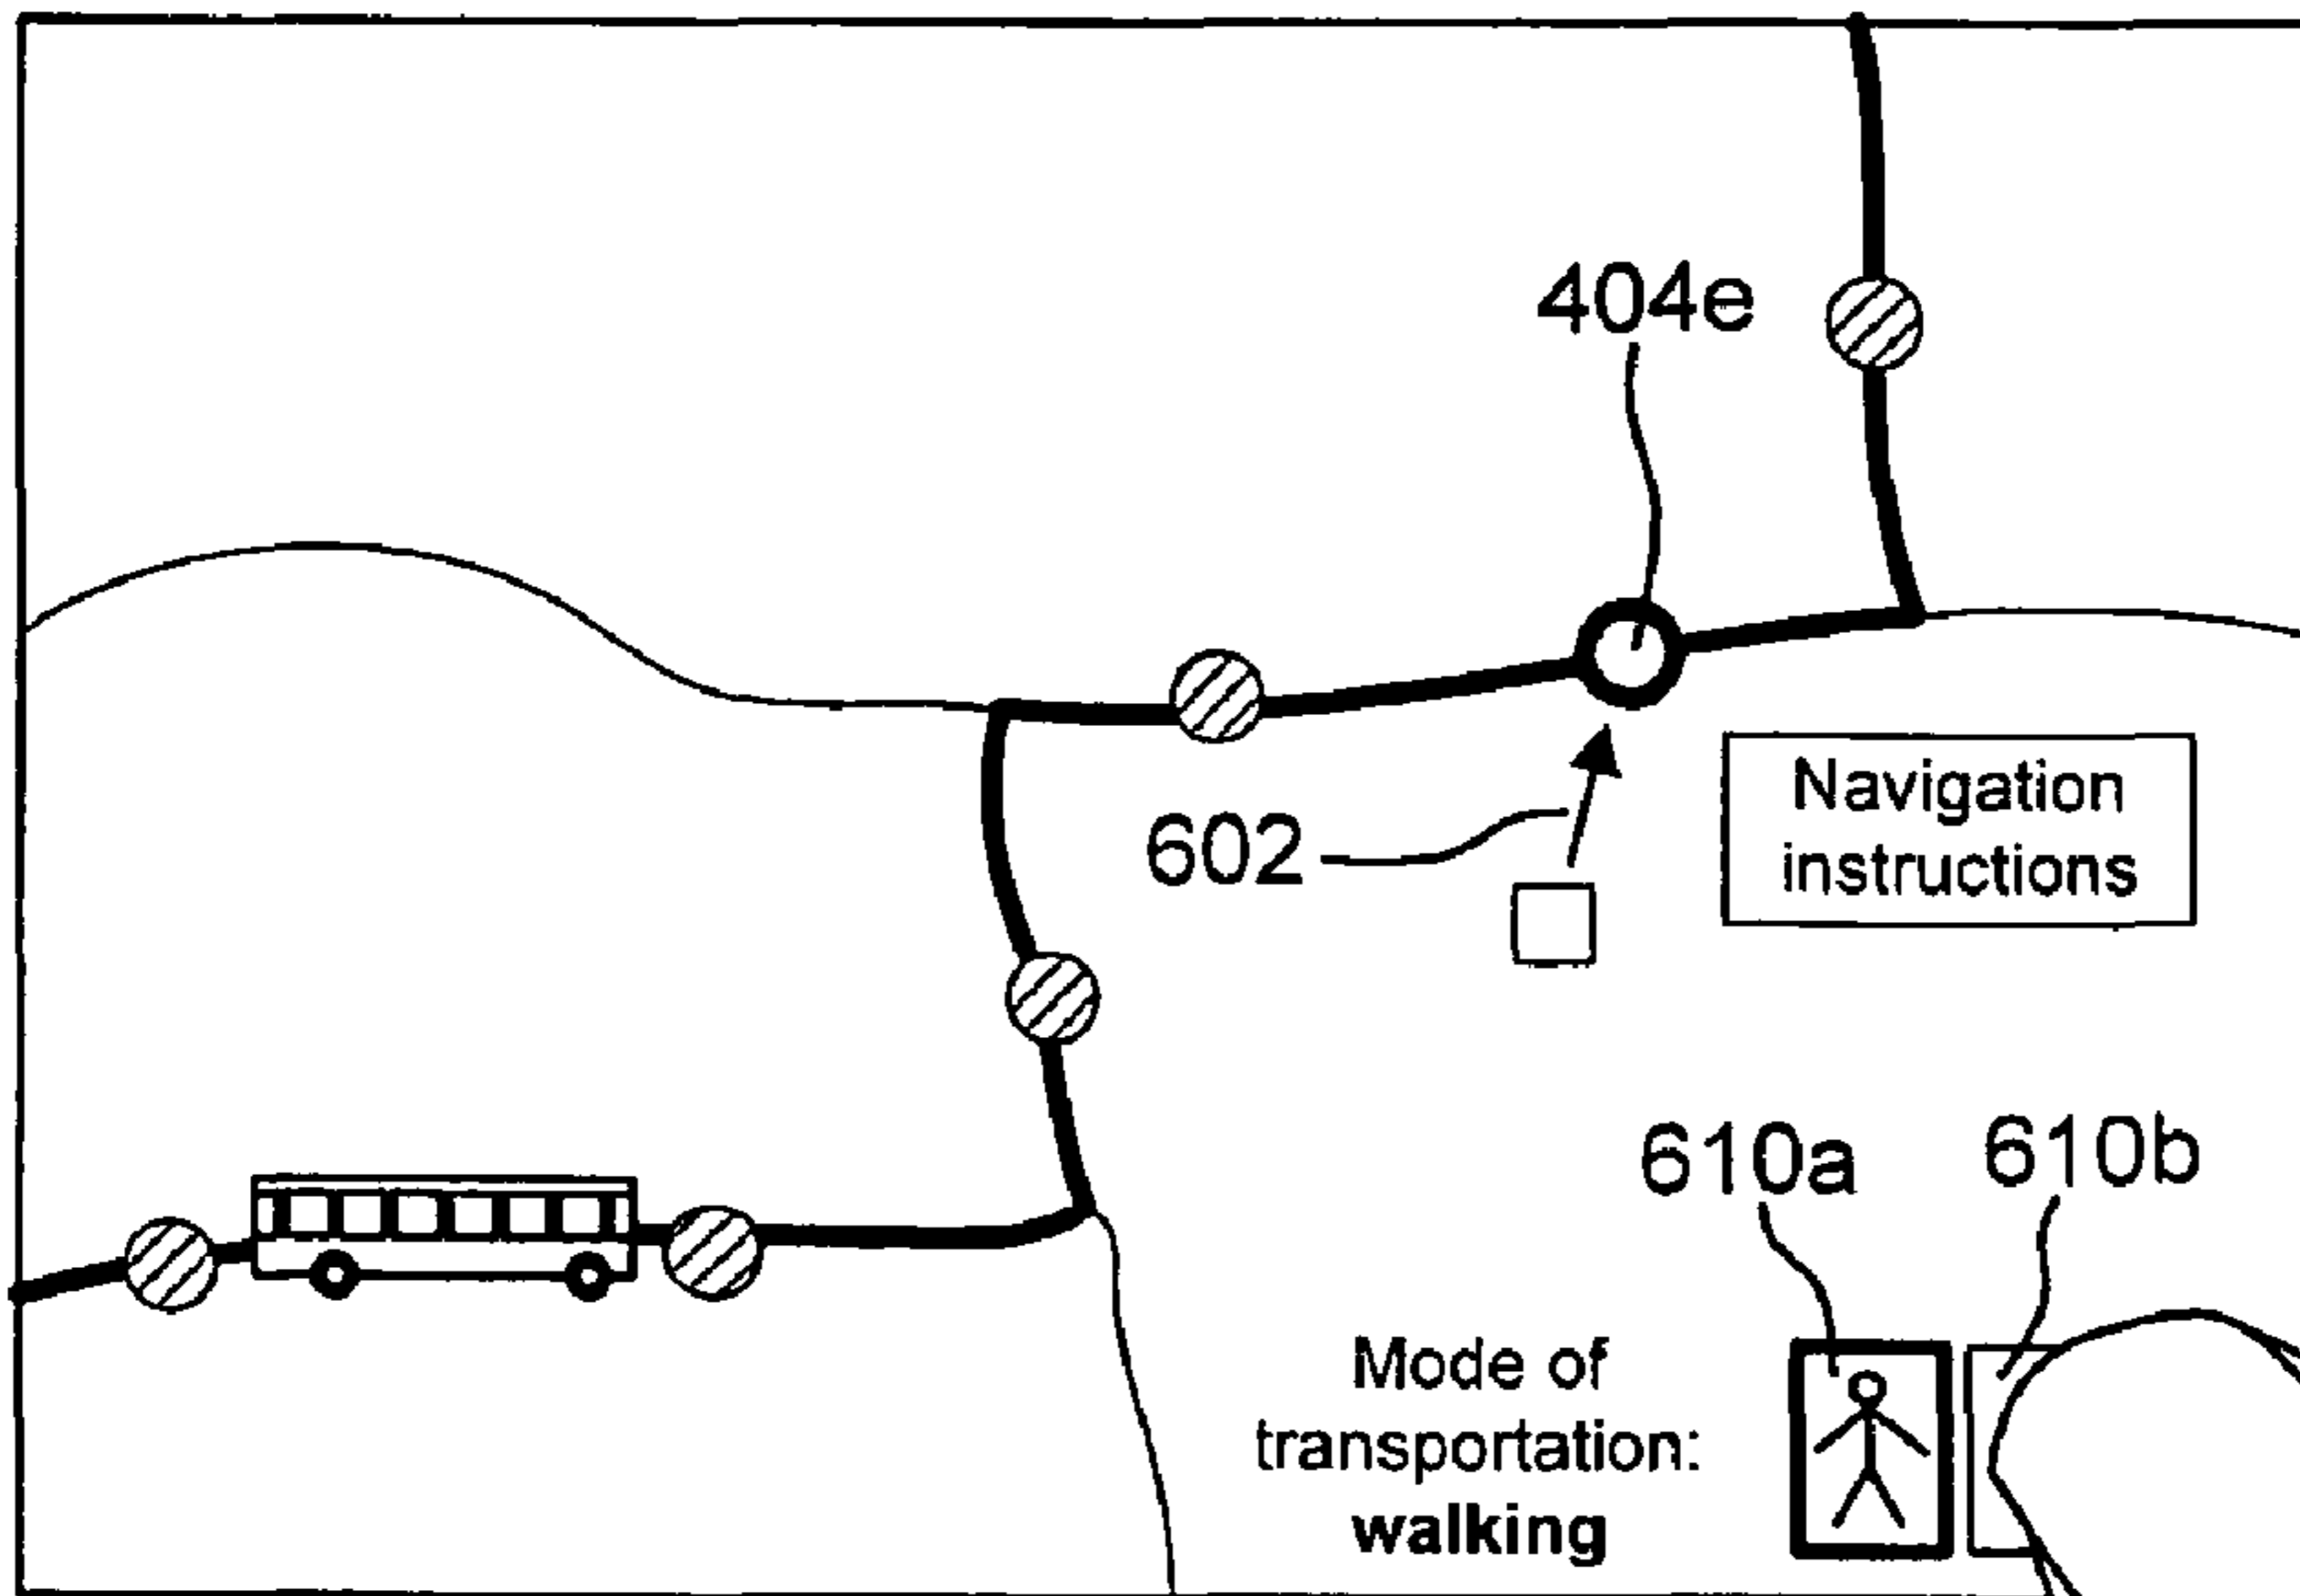 404e
602
Navigation
instructions
610a 610b
Mode of
transportation:
walking